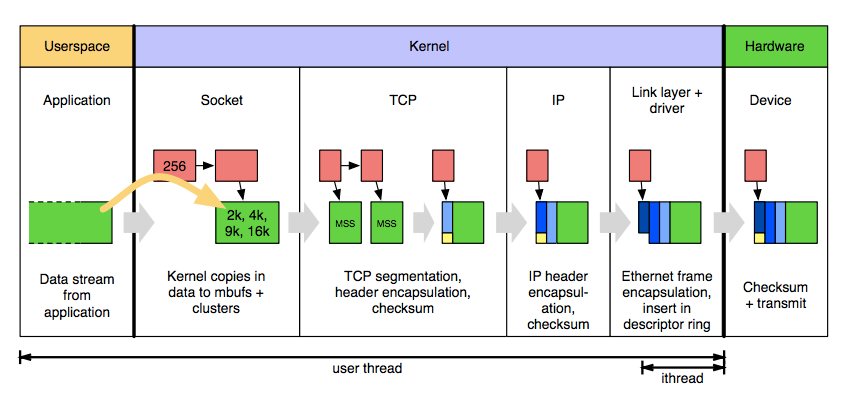 Userspace
Kernel
Hardware
Application
Socket
TCP
IP
Link layer +
driver
Device
256
2k, 4k,
9k, 16k
MSS
MSS
Data stream
from
application
Kernel copies in
data to mbufs +
clusters
TCP segmentation,
header encapsulation,
checksum
IP header
encapsul-
ation,
checksum
Ethernet frame
encapsulation,
insert in
descriptor ring
Checksum
+ transmit
user thread
ithread